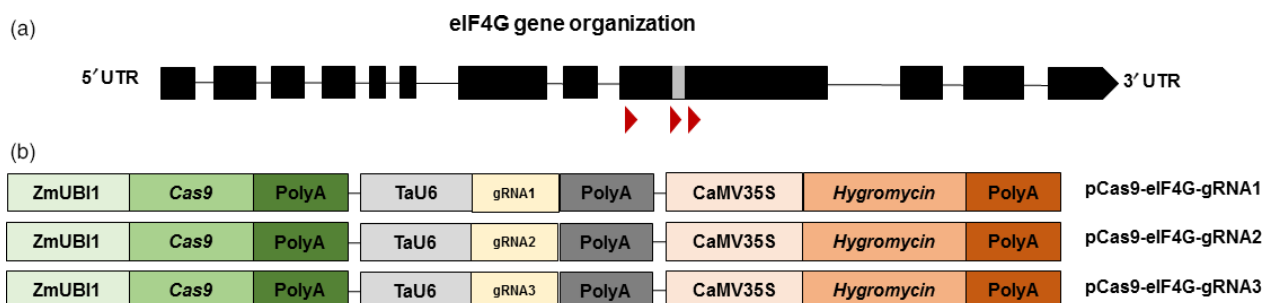 (a)
eIF4G gene organization
5′ UTR 3′ UTR
(b)
ZmUBI1 Cas9 PolyA TaU6 gRNA1 PolyA CaMV35S Hygromycin PolyA pCas9-eIF4G-gRNA1
ZmUBI1 Cas9 PolyA TaU6 gRNA2 PolyA CaMV35S Hygromycin PolyA pCas9-eIF4G-gRNA2
ZmUBI1 Cas9 PolyA TaU6 gRNA3 PolyA CaMV35S Hygromycin PolyA pCas9-eIF4G-gRNA3